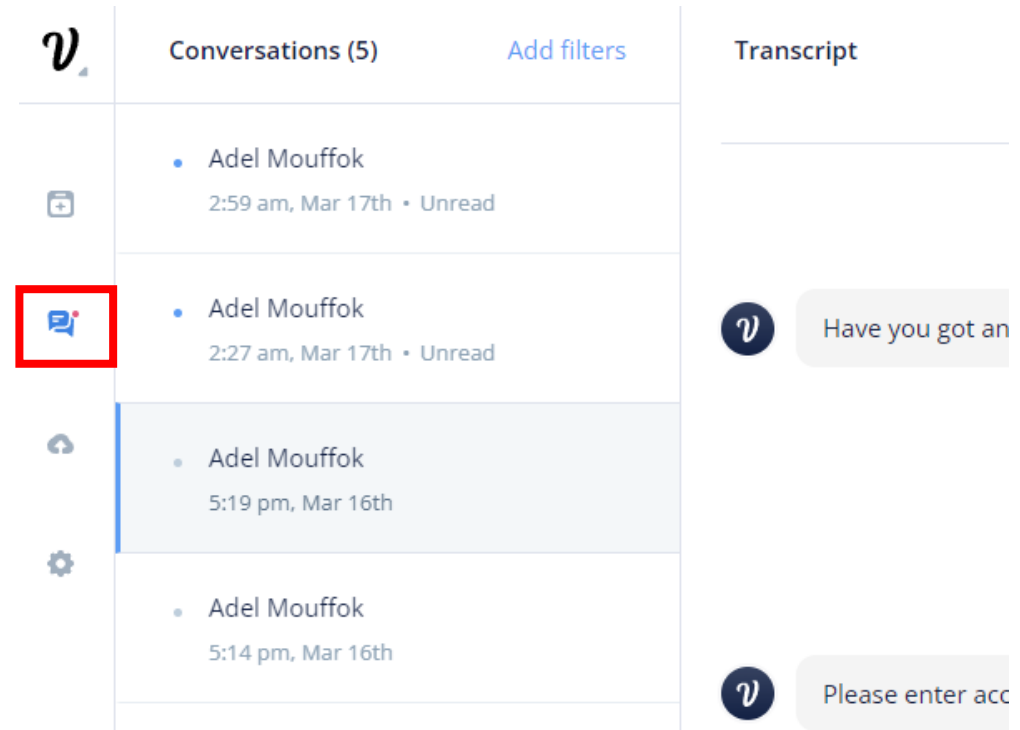 Conversations (5) Add filters Transcript
Adel Mouffok
2:59 am, Mar 17th • Unread
Adel Mouffok
2:27 am, Mar 17th • Unread
Have you got an
Adel Mouffok
5:19 pm, Mar 16th
Adel Mouffok
5:14 pm, Mar 16th
Please enter acc